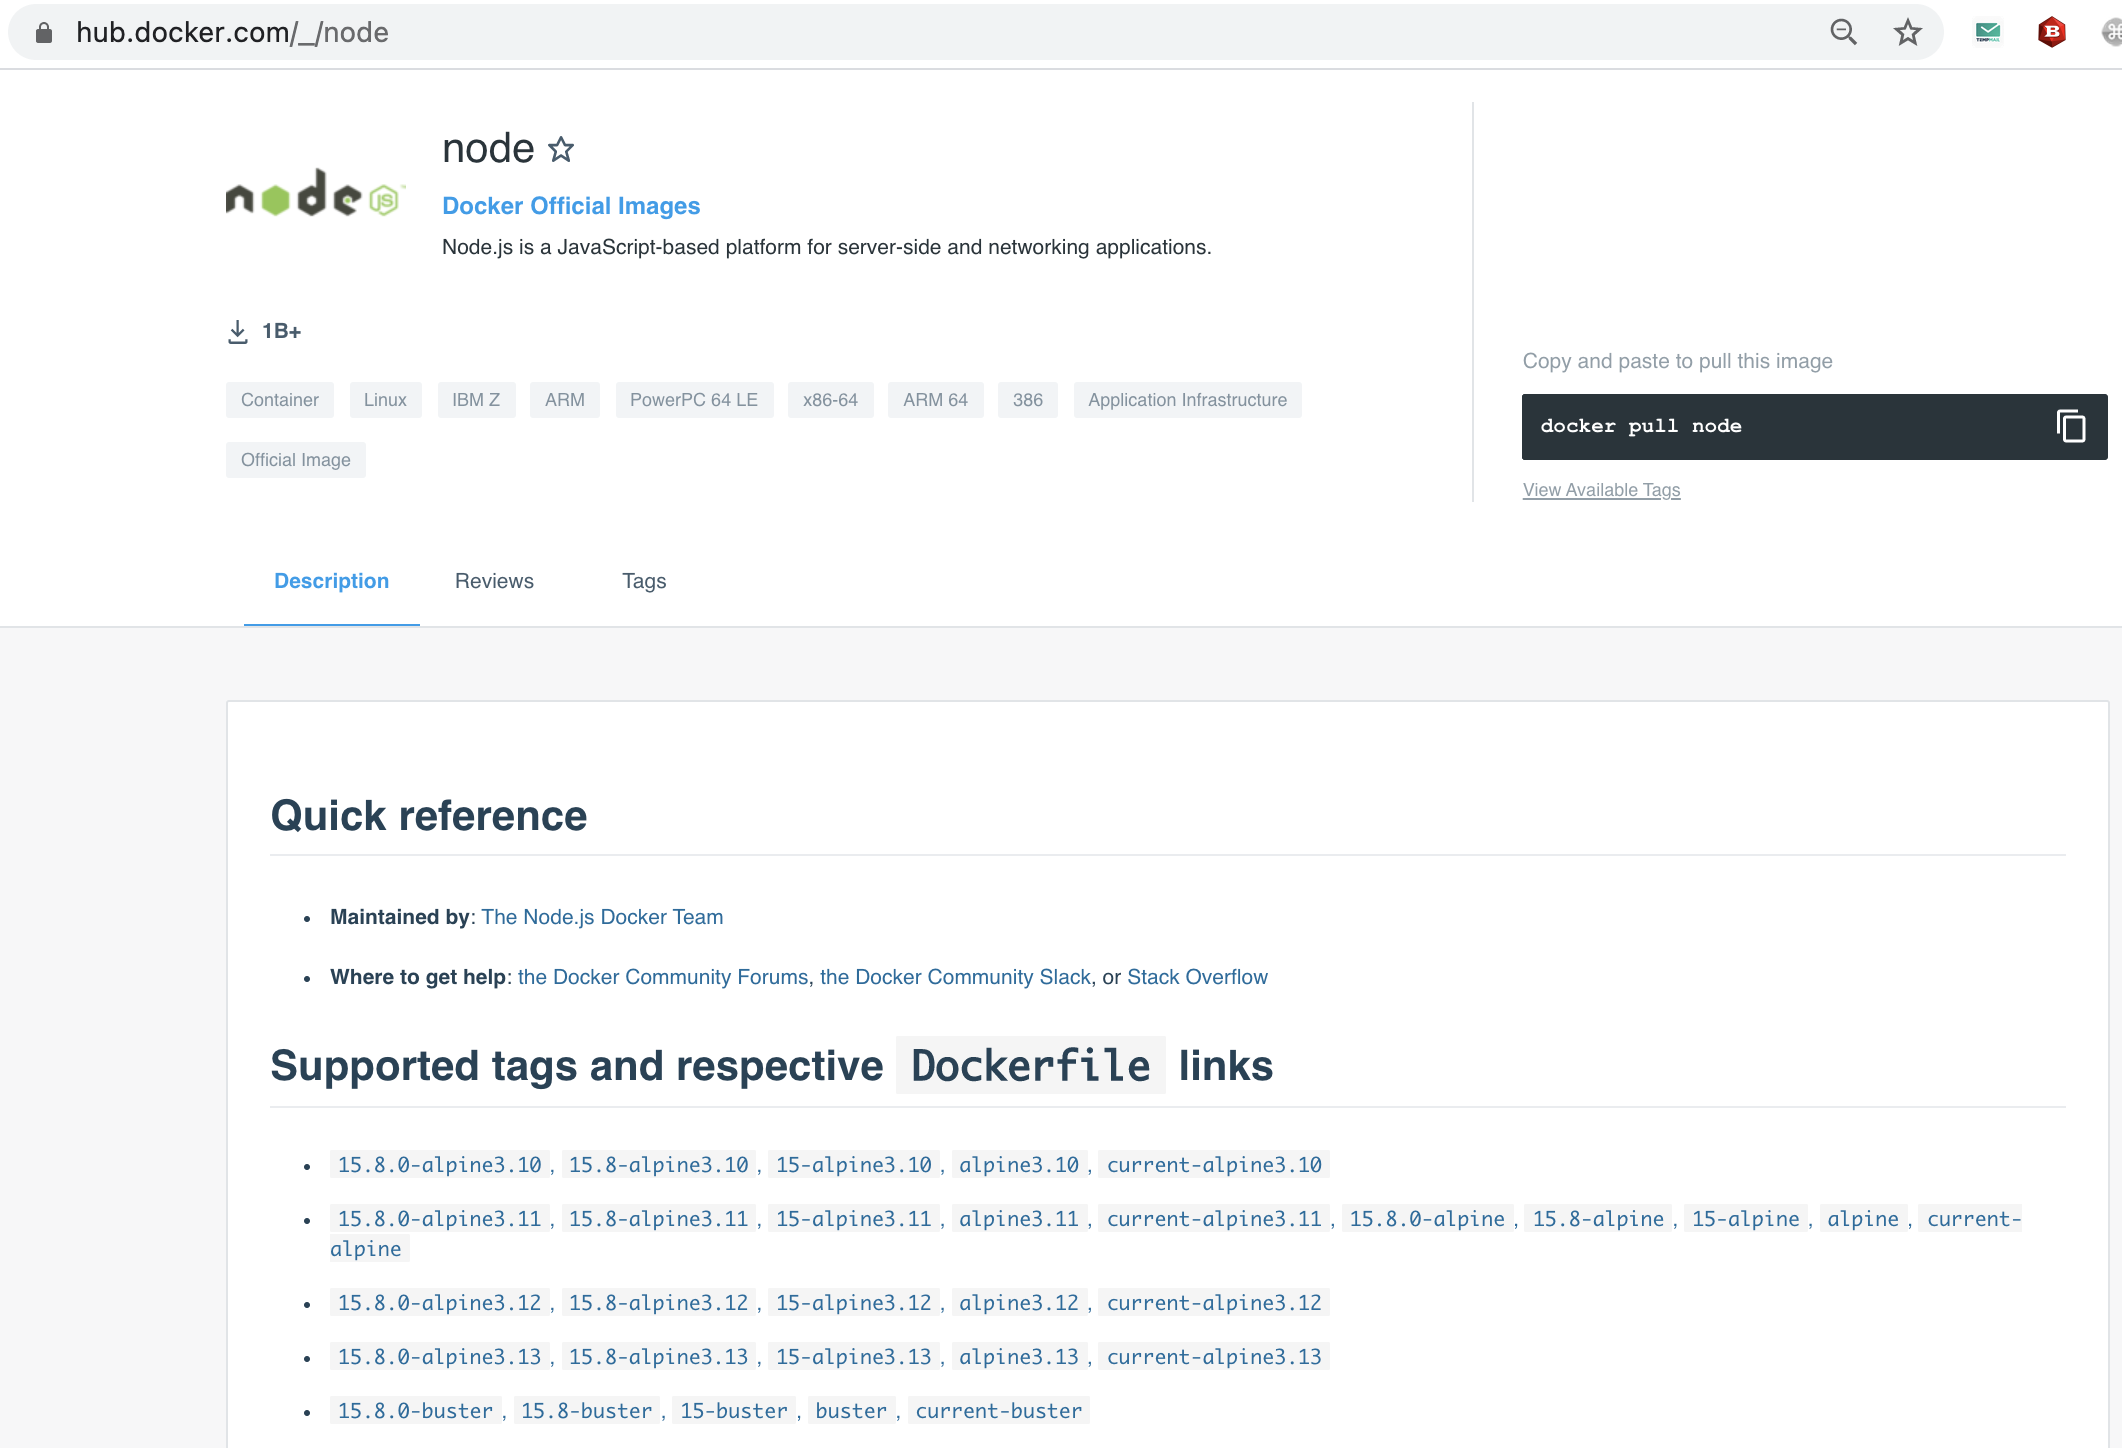 hub.docker.com/_/node
node
node JS
Docker Official Images
Node.js is a JavaScript-based platform for server-side and networking applications.
1B+
Container Linux IBM Z ARM PowerPC 64 LE x86-64 ARM 64 386 Application Infrastructure
Official Image
Copy and paste to pull this image
docker pull node
View Available Tags
Description Reviews Tags
Quick reference
• Maintained by: The Node.js Docker Team
• Where to get help: the Docker Community Forums, the Docker Community Slack, or Stack Overflow
Supported tags and respective Dockerfile links
• 15.8.0-alpine3.10, 15.8-alpine3.10, 15-alpine3.10, alpine3.10, current-alpine3.10
• 15.8.0-alpine3.11, 15.8-alpine3.11, 15-alpine3.11, alpine3.11, current-alpine3.11, 15.8.0-alpine, 15.8-alpine, 15-alpine, alpine, current-
alpine
• 15.8.0-alpine3.12, 15.8-alpine3.12, 15-alpine3.12, alpine3.12, current-alpine3.12
• 15.8.0-alpine3.13, 15.8-alpine3.13, 15-alpine3.13, alpine3.13, current-alpine3.13
• 15.8.0-buster, 15.8-buster, 15-buster, buster, current-buster